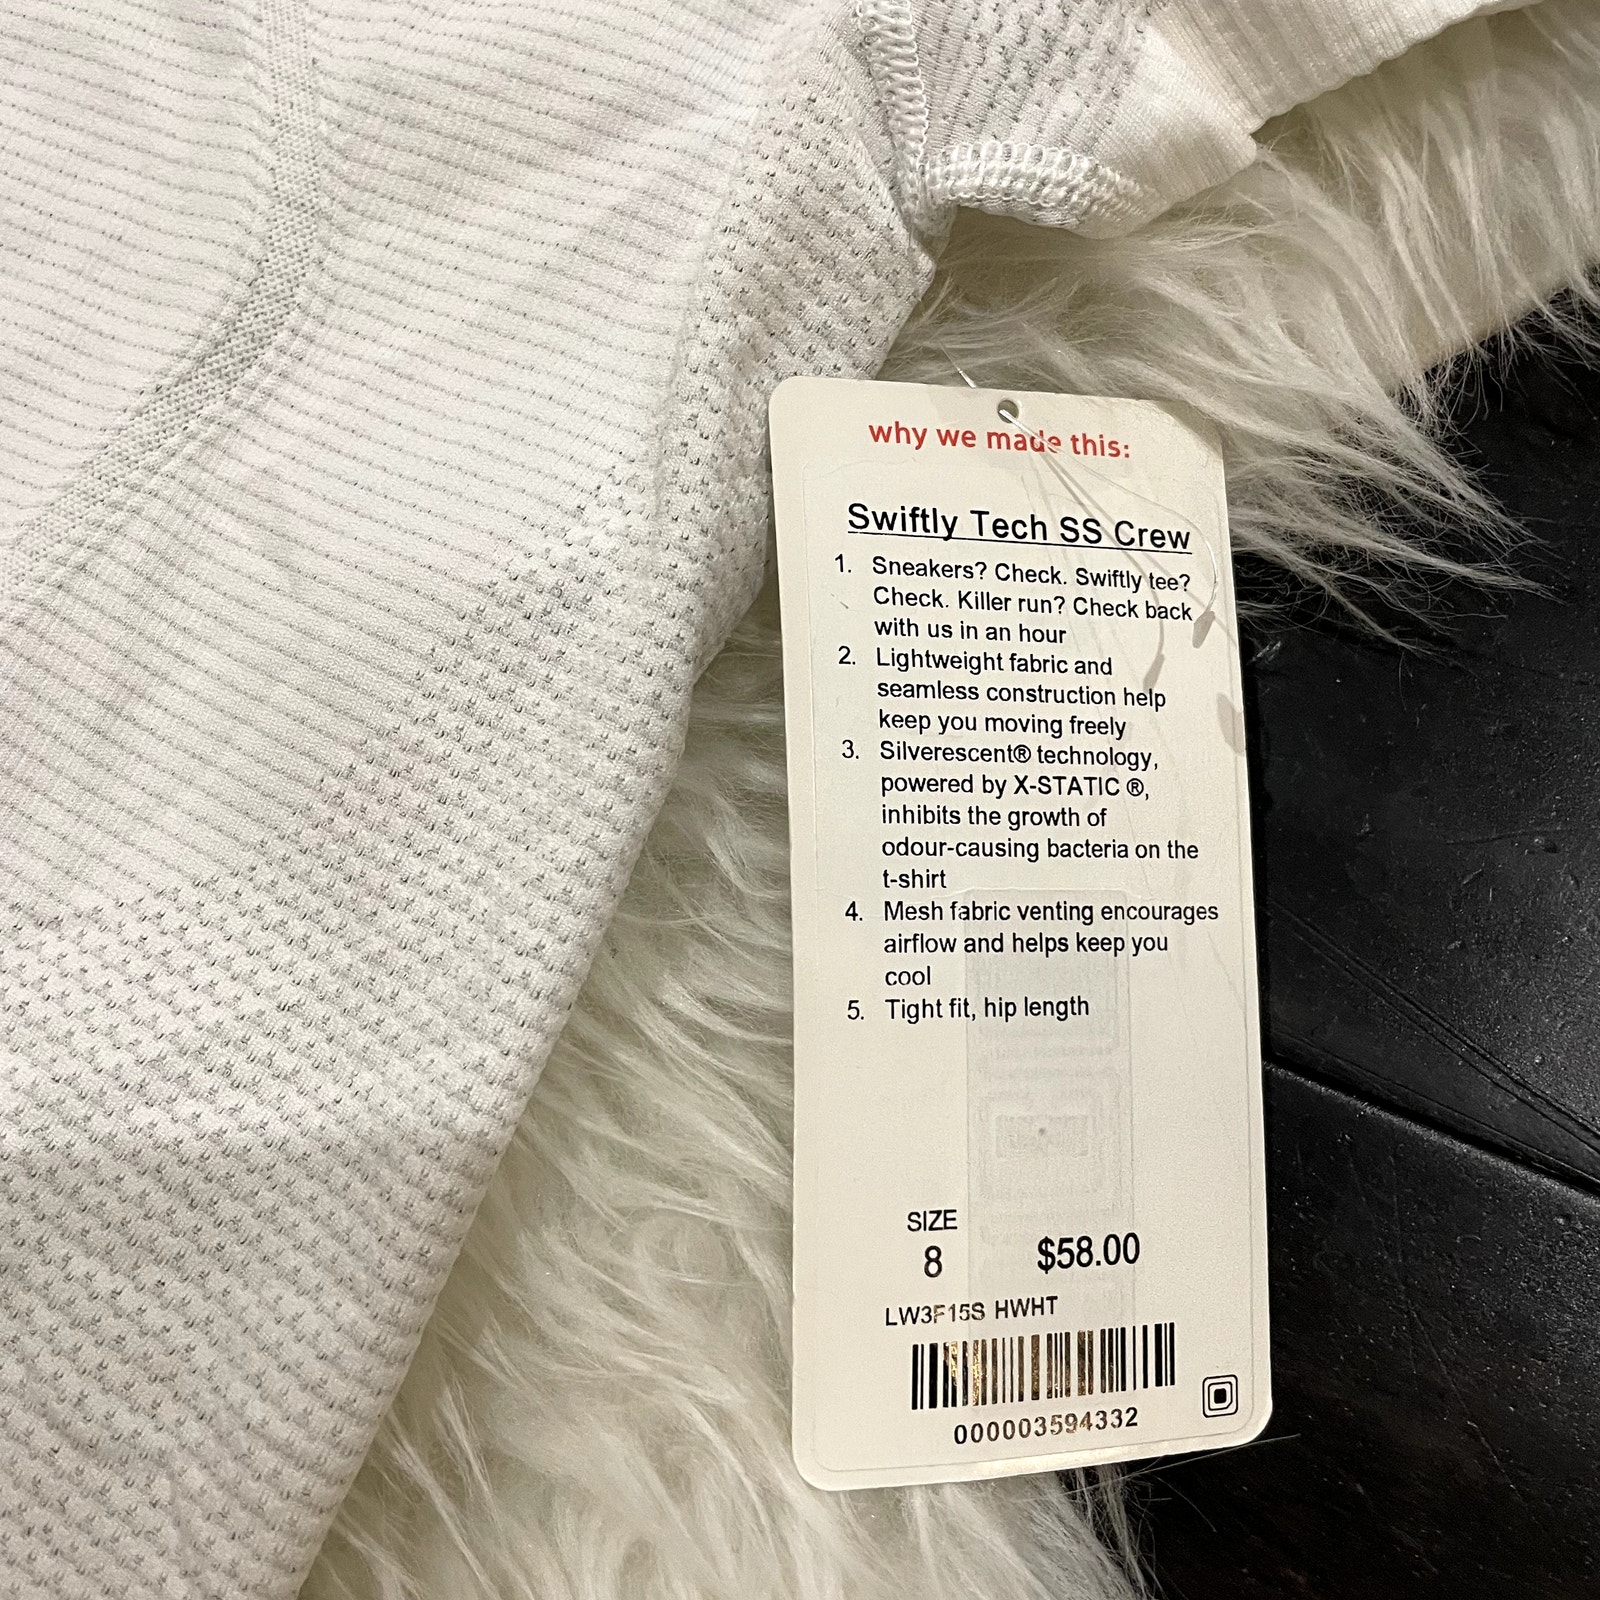 why we made this:
Swiftly Tech SS Crew
1. Sneakers? Check. Swiftly tee?
Check. Killer run? Check back
with us in an hour
2. Lightweight fabric and
seamless construction help
keep you moving freely
3. Silverescent® technology,
powered by X-STATIC ®,
inhibits the growth of
odour-causing bacteria on the
t-shirt
4. Mesh fabric venting encourages
airflow and helps keep you
cool
5. Tight fit, hip length
SIZE
8 $58.00
LW3F15S HWHT
000003594332